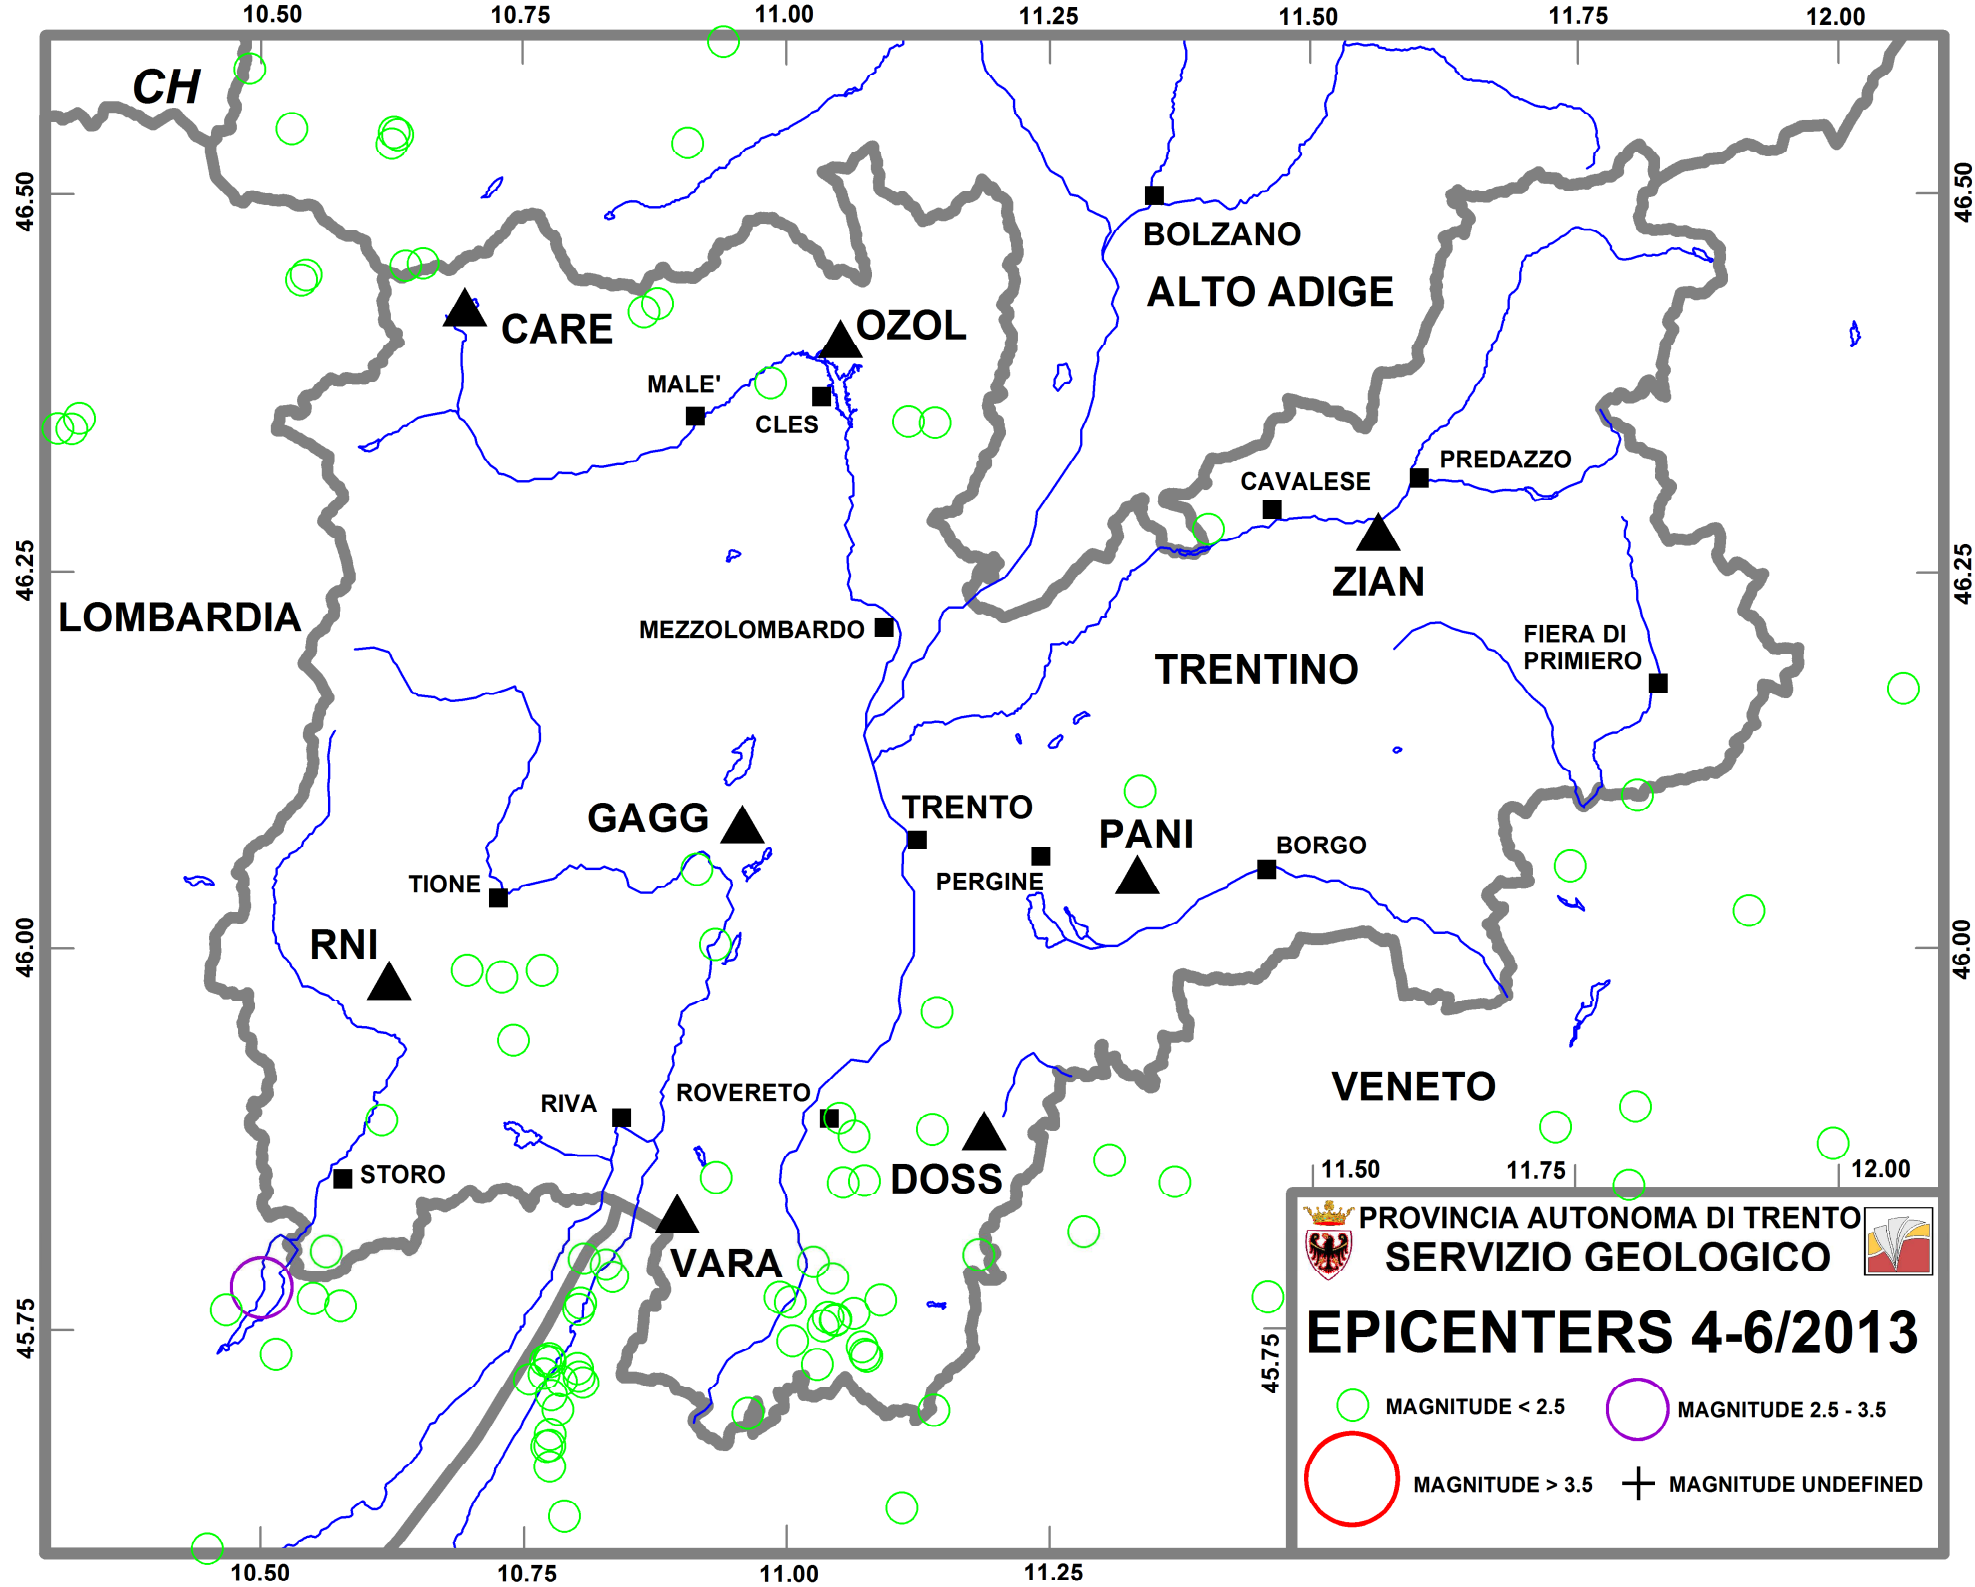 10.50 10.75 11.00 11.25 11.50 11.75 12.00
CH
46.50 46.50
BOLZANO
ALTO ADIGE
CARE
OZOL
MALE'
CLES
PREDAZZO
CAVALESE
46.25 46.25
ZIAN
LOMBARDIA
MEZZOLOMBARDO
FIERA DI
PRIMIERO
TRENTINO
TRENTO
GAGG
PANI
BORGO
TIONE
PERGINE
RNI
46.00 46.00
VENETO
RIVA
ROVERETO
STORO
DOSS
VARA
45.75
11.50 11.75 12.00
PROVINCIA AUTONOMA DI TRENTO
SERVIZIO GEOLOGICO
45.75
EPICENTERS 4-6/2013
MAGNITUDE < 2.5
MAGNITUDE 2.5 - 3.5
MAGNITUDE > 3.5
MAGNITUDE UNDEFINED
10.50 10.75 11.00 11.25